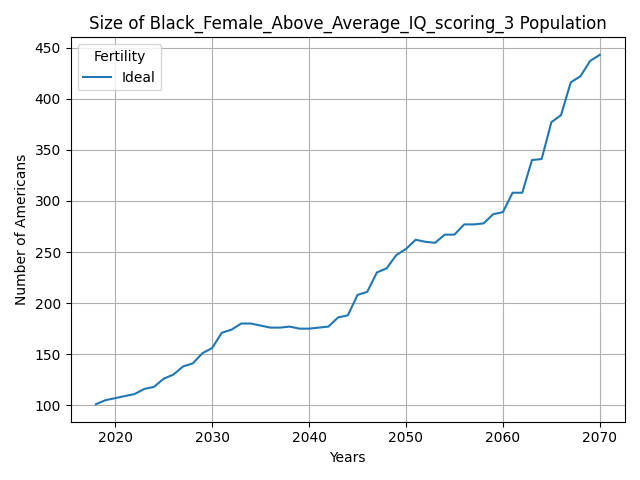 Size of Black_Female_Above_Average_IQ_scoring_3 Population
Number of Americans
450
400
350
300
250
200
150
100
Fertility
Ideal
2020 2030 2040 2050 2060 2070
Years